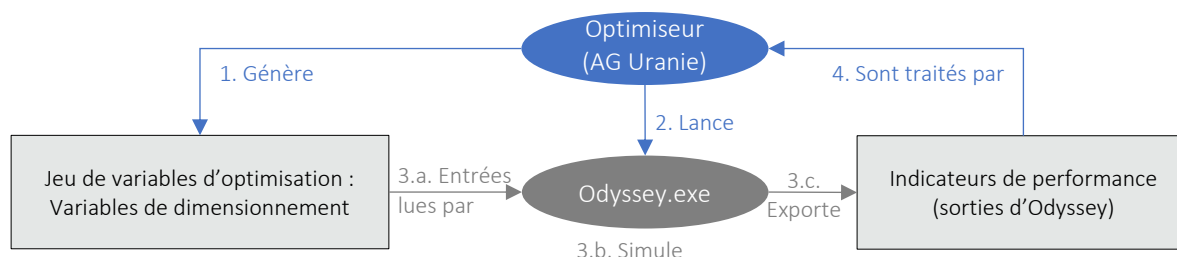 Optimiseur
(AG Uranie)
1. Génère
4. Sont traités par
2. Lance
Jeu de variables d’optimisation :
Variables de dimensionnement
3.a. Entrées
lues par
Odyssey.exe
3.c.
Exporte
Indicateurs de performance
(sorties d’Odyssey)
3.b. Simule